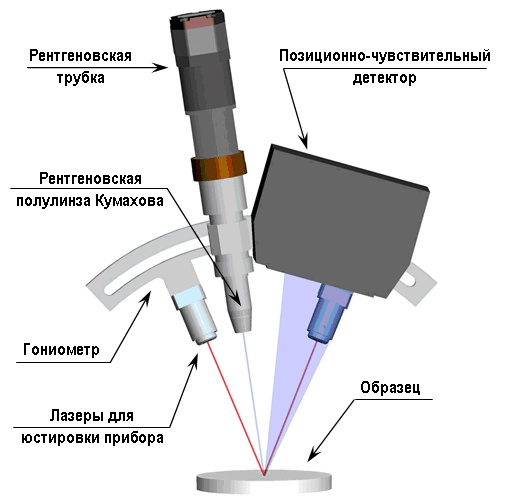 Рентгеновская
трубка
Позиционно-чувствительный
детектор
Рентгеновская
полулинза Кумахова
Гониометр
Лазеры для
юстировки прибора
Образец